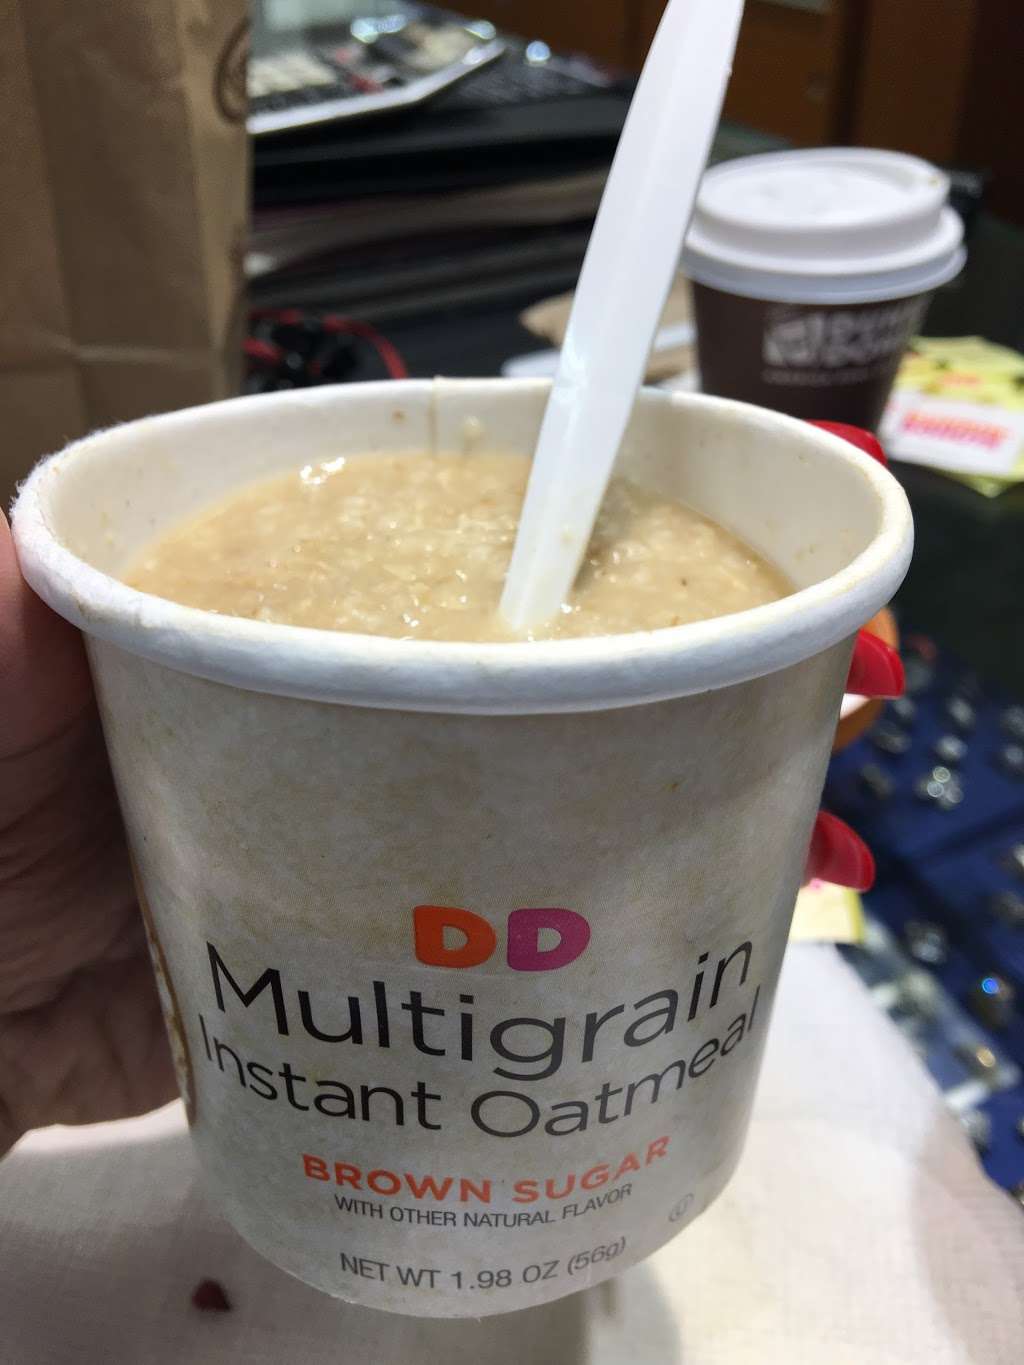 DD
Multigrain
Instant Oatmeal
BROWN SUGAR
WITH OTHER NATURAL FLAVOR
NET WT 1.98 OZ (56g)